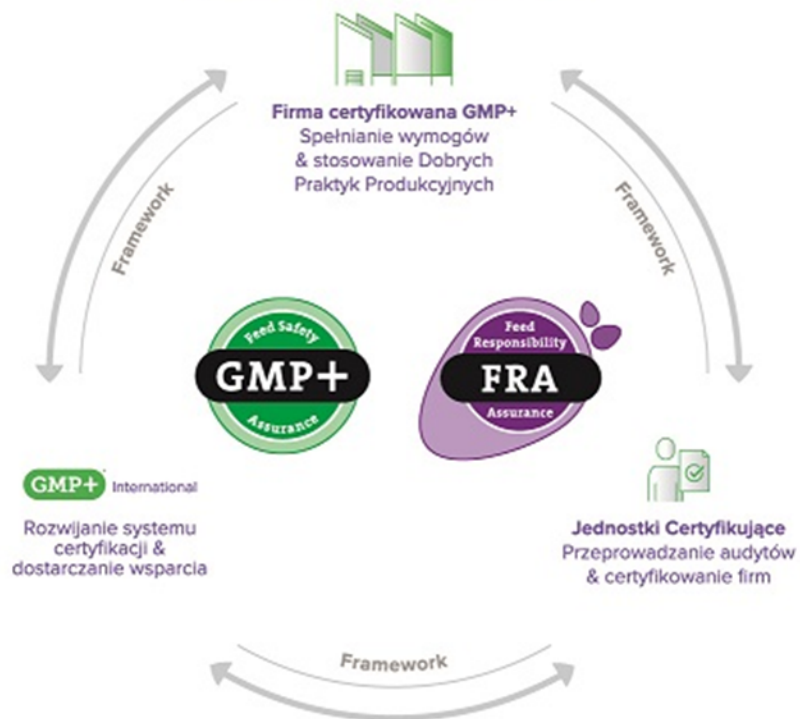 Firma certyfikowana GMP+
Spełnianie wymogów
& stosowanie Dobrych
Praktyk Produkcyjnych
Framework
Framework
Feed Safety
GMP+
Assurance
Feed
Responsibility
FRA
Assurance
GMP+ International
Rozwijanie systemu
certyfikacji &
dostarczanie wsparcia
Jednostki Certyfikujące
Przeprowadzanie audytów
& certyfikowanie firm
Framework